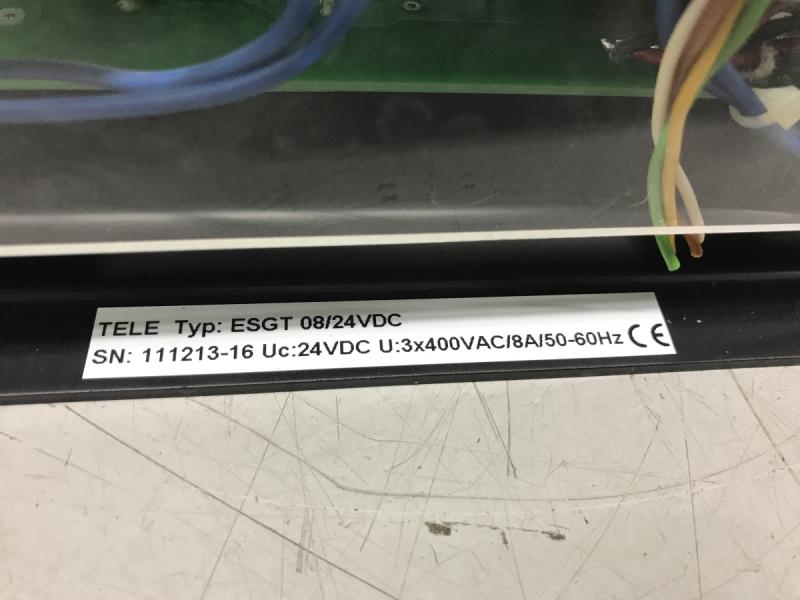 TELE Typ: ESGT 08/24VDC
SN: 111213-16 Uc:24VDC U:3x400VAC/8A/50-60Hz CE